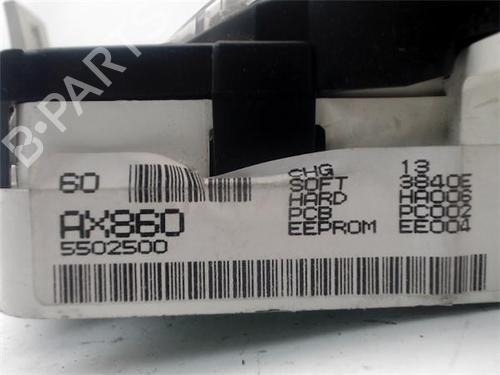 B-PARTS
60
AX860
5502500
CHG 13
SOFT 3840E
HARD HA006
PCB PC002
EEPROM EE004